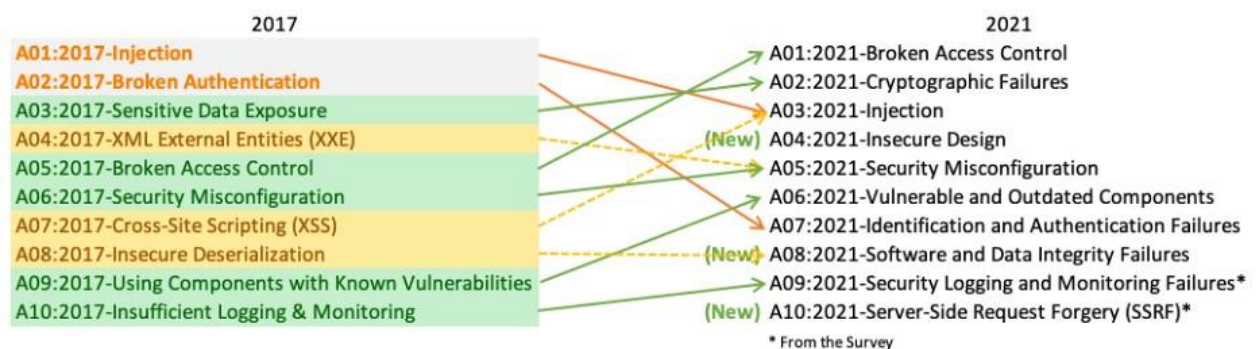 2017
2021
A01:2017-Injection
A02:2017-Broken Authentication
A03:2017-Sensitive Data Exposure
A04:2017-XML External Entities (XXE)
A05:2017-Broken Access Control
A06:2017-Security Misconfiguration
A07:2017-Cross-Site Scripting (XSS)
A08:2017-Insecure Deserialization
A09:2017-Using Components with Known Vulnerabilities
A10:2017-Insufficient Logging & Monitoring
A01:2021-Broken Access Control
A02:2021-Cryptographic Failures
A03:2021-Injection
(New) A04:2021-Insecure Design
A05:2021-Security Misconfiguration
A06:2021-Vulnerable and Outdated Components
A07:2021-Identification and Authentication Failures
(New) A08:2021-Software and Data Integrity Failures
A09:2021-Security Logging and Monitoring Failures*
(New) A10:2021-Server-Side Request Forgery (SSRF)*
* From the Survey